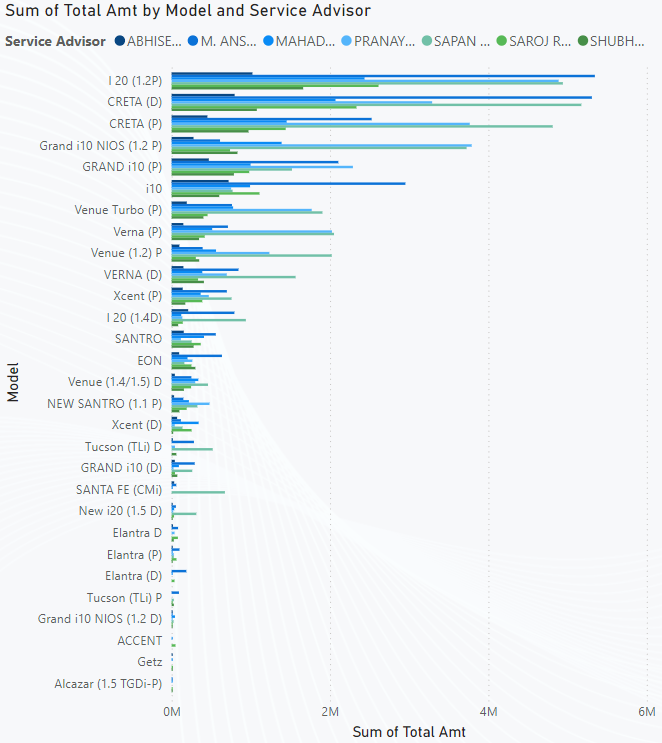 Sum of Total Amt by Model and Service Advisor
Service Advisor ABHISE... M. ANS... MAHAD... PRANAY... SAPAN ... SAROJ R... SHUBH...
I 20 (1.2P)
CRETA (D)
CRETA (P)
Grand i10 NIOS (1.2 P)
GRAND i10 (P)
i10
Venue Turbo (P)
Verna (P)
Venue (1.2) P
VERNA (D)
Xcent (P)
I 20 (1.4D)
SANTRO
EON
Venue (1.4/1.5) D
NEW SANTRO (1.1 P)
Xcent (D)
Tucson (TLi) D
GRAND i10 (D)
SANTA FE (CMi)
New i20 (1.5 D)
Elantra D
Elantra (P)
Elantra (D)
Tucson (TLi) P
Grand i10 NIOS (1.2 D)
ACCENT
Getz
Alcazar (1.5 TGDi-P)
Model
0M 2M 4M 6M
Sum of Total Amt